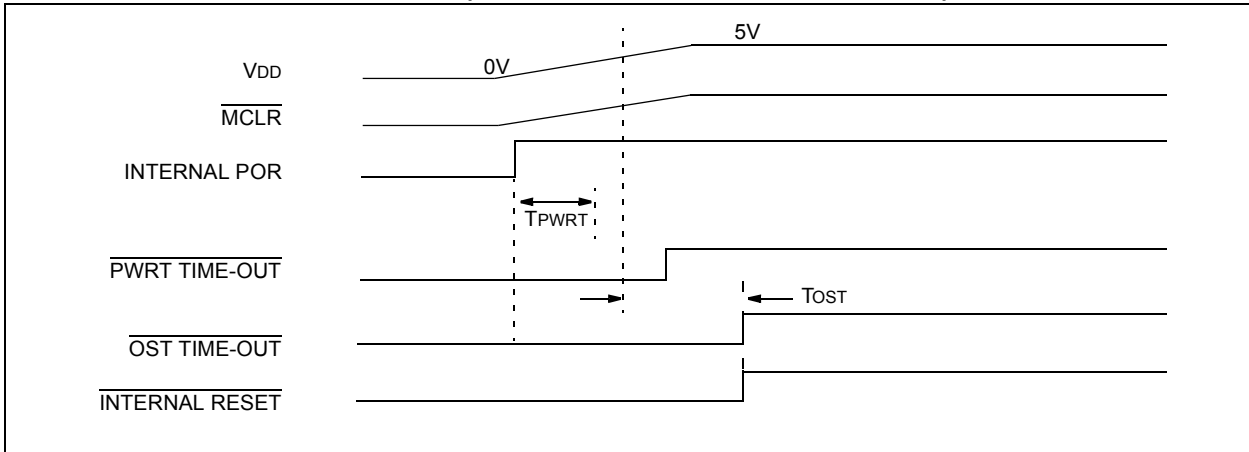 5V
VDD
0V
MCLR
INTERNAL POR
TPWRT
PWRT TIME-OUT
TOST
OST TIME-OUT
INTERNAL RESET